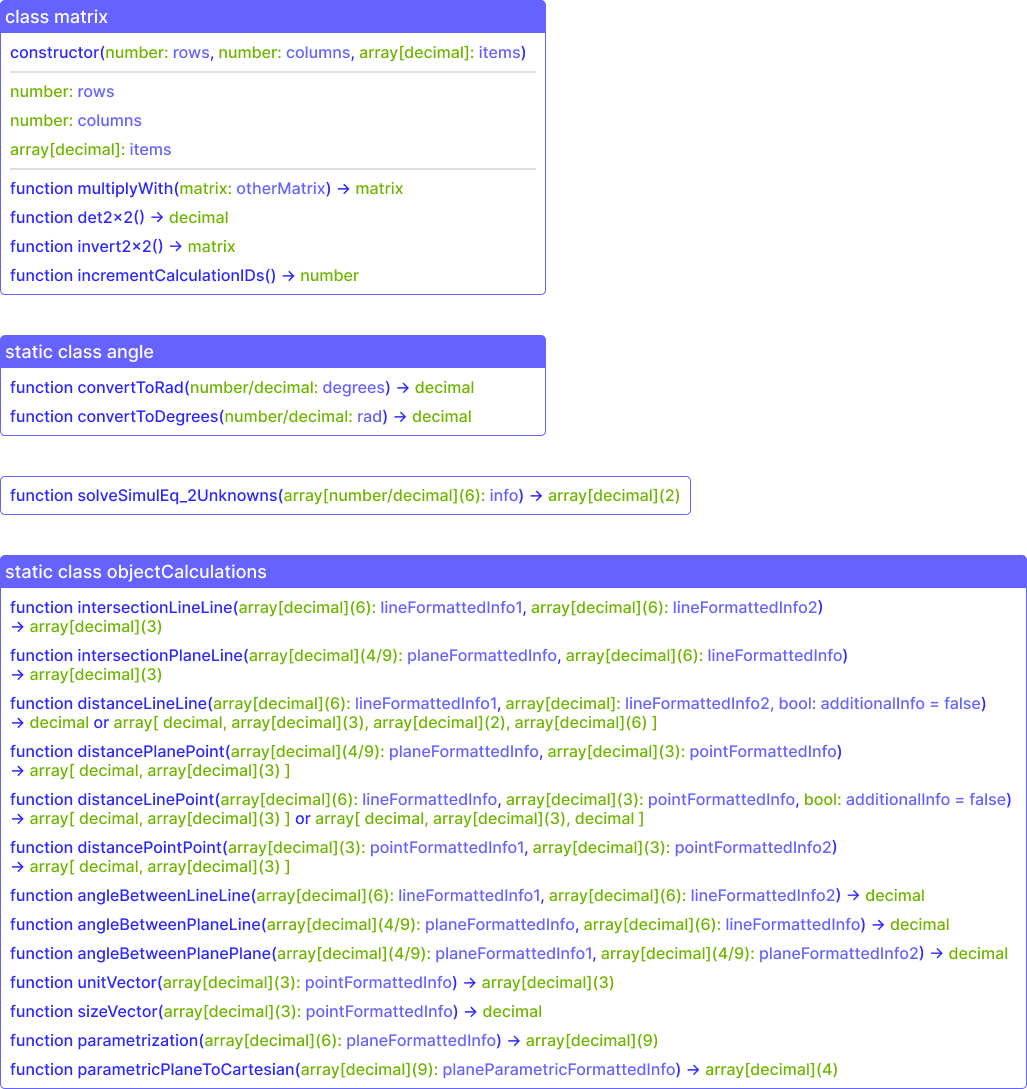 class matrix
constructor(number: rows, number: columns, array[decimal]: items)
number: rows
number: columns
array[decimal]: items
function multiplyWith(matrix: otherMatrix) → matrix
function det2×2() → decimal
function invert2×2() → matrix
function incrementCalculationIDs() → number
static class angle
function convertToRad(number/decimal: degrees) → decimal
function convertToDegrees(number/decimal: rad) → decimal
function solveSimulEq_2Unknowns(array[number/decimal](6): info) → array[decimal](2)
static class objectCalculations
function intersectionLineLine(array[decimal](6): lineFormattedInfo1, array[decimal](6): lineFormattedInfo2)
→ array[decimal](3)
function intersectionPlaneLine(array[decimal](4/9): planeFormattedInfo, array[decimal](6): lineFormattedInfo)
→ array[decimal](3)
function distanceLineLine(array[decimal](6): lineFormattedInfo1, array[decimal]: lineFormattedInfo2, bool: additionalInfo = false)
→ decimal or array[ decimal, array[decimal](3), array[decimal](2), array[decimal](6) ]
function distancePlanePoint(array[decimal](4/9): planeFormattedInfo, array[decimal](3): pointFormattedInfo)
→ array[ decimal, array[decimal](3) ]
function distanceLinePoint(array[decimal](6): lineFormattedInfo, array[decimal](3): pointFormattedInfo, bool: additionalInfo = false)
→ array[ decimal, array[decimal](3) ] or array[ decimal, array[decimal](3), decimal ]
function distancePointPoint(array[decimal](3): pointFormattedInfo1, array[decimal](3): pointFormattedInfo2)
→ array[ decimal, array[decimal](3) ]
function angleBetweenLineLine(array[decimal](6): lineFormattedInfo1, array[decimal](6): lineFormattedInfo2) → decimal
function angleBetweenPlaneLine(array[decimal](4/9): planeFormattedInfo, array[decimal](6): lineFormattedInfo) → decimal
function angleBetweenPlanePlane(array[decimal](4/9): planeFormattedInfo1, array[decimal](4/9): planeFormattedInfo2) → decimal
function unitVector(array[decimal](3): pointFormattedInfo) → array[decimal](3)
function sizeVector(array[decimal](3): pointFormattedInfo) → decimal
function parametrization(array[decimal](6): planeFormattedInfo) → array[decimal](9)
function parametricPlaneToCartesian(array[decimal](9): planeParametricFormattedInfo) → array[decimal](4)